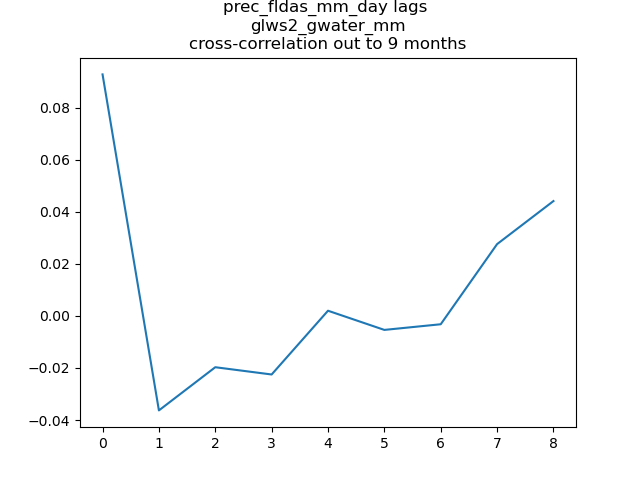 prec_fldas_mm_day lags
glws2_gwater_mm
cross-correlation out to 9 months
0.08
0.06
0.04
0.02
0.00
−0.02
−0.04
0 1 2 3 4 5 6 7 8